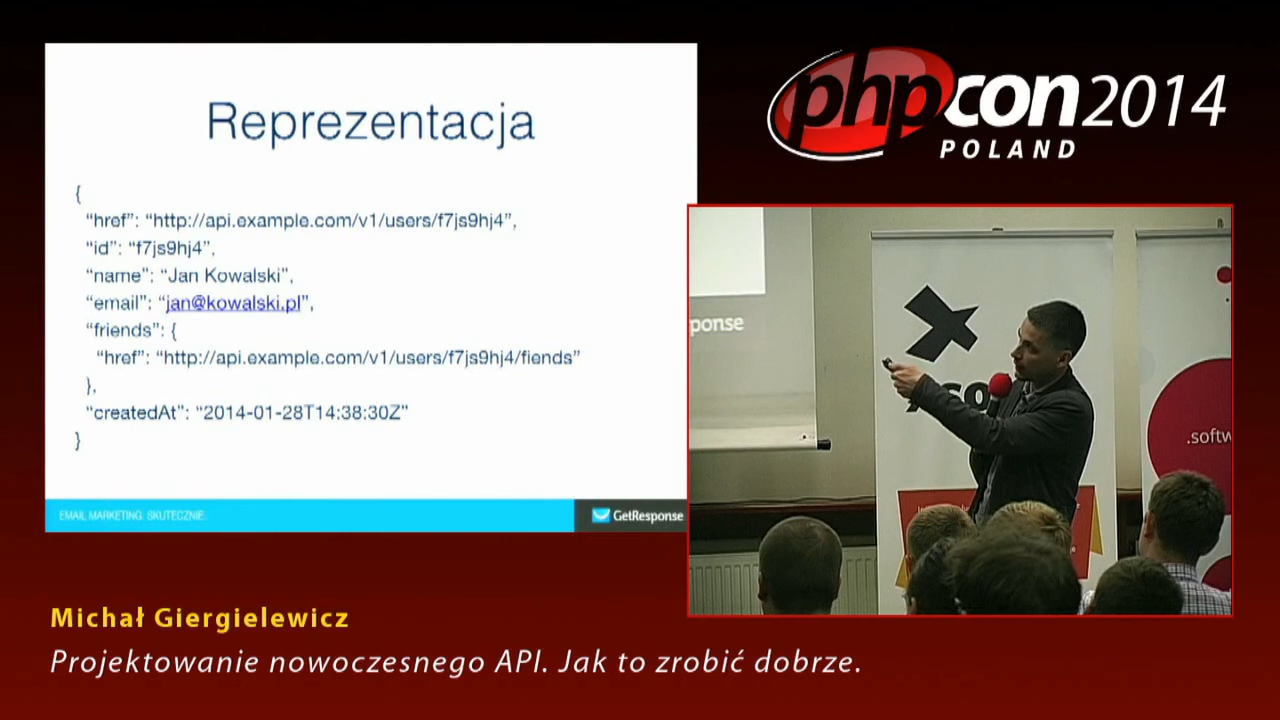 Reprezentacja
{
“href”: “http://api.example.com/v1/users/f7js9hj4”,
“id”: “f7js9hj4”,
“name”: “Jan Kowalski”,
“email”: “jan@kowalski.pl”,
“friends”: {
“href”: “http://api.example.com/v1/users/f7js9hj4/fiends”
},
“createdAt”: “2014-01-28T14:38:30Z”
}
EMAIL MARKETING. SKUTECZNIE.
GetResponse
phpcon 2014
POLAND
ponse
.softw
Michał Giergielewicz
Projektowanie nowoczesnego API. Jak to zrobić dobrze.